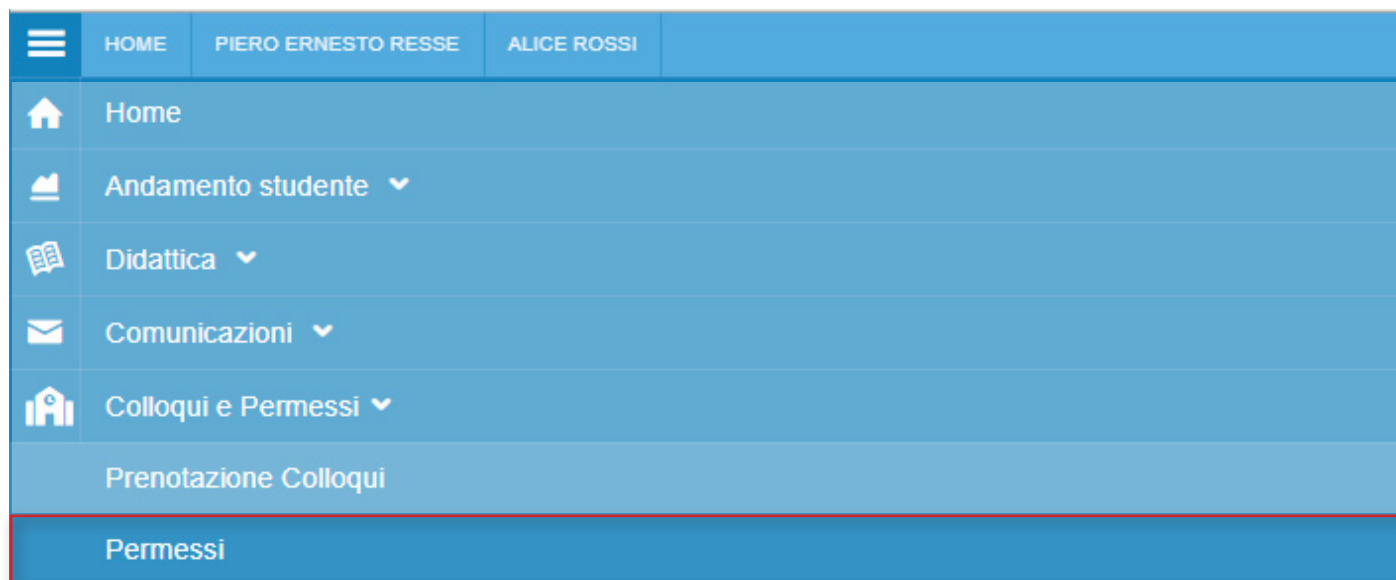 HOME PIERO ERNESTO RESSE ALICE ROSSI
Home
Andamento studente
Didattica
Comunicazioni
Colloqui e Permessi
Prenotazione Colloqui
Permessi